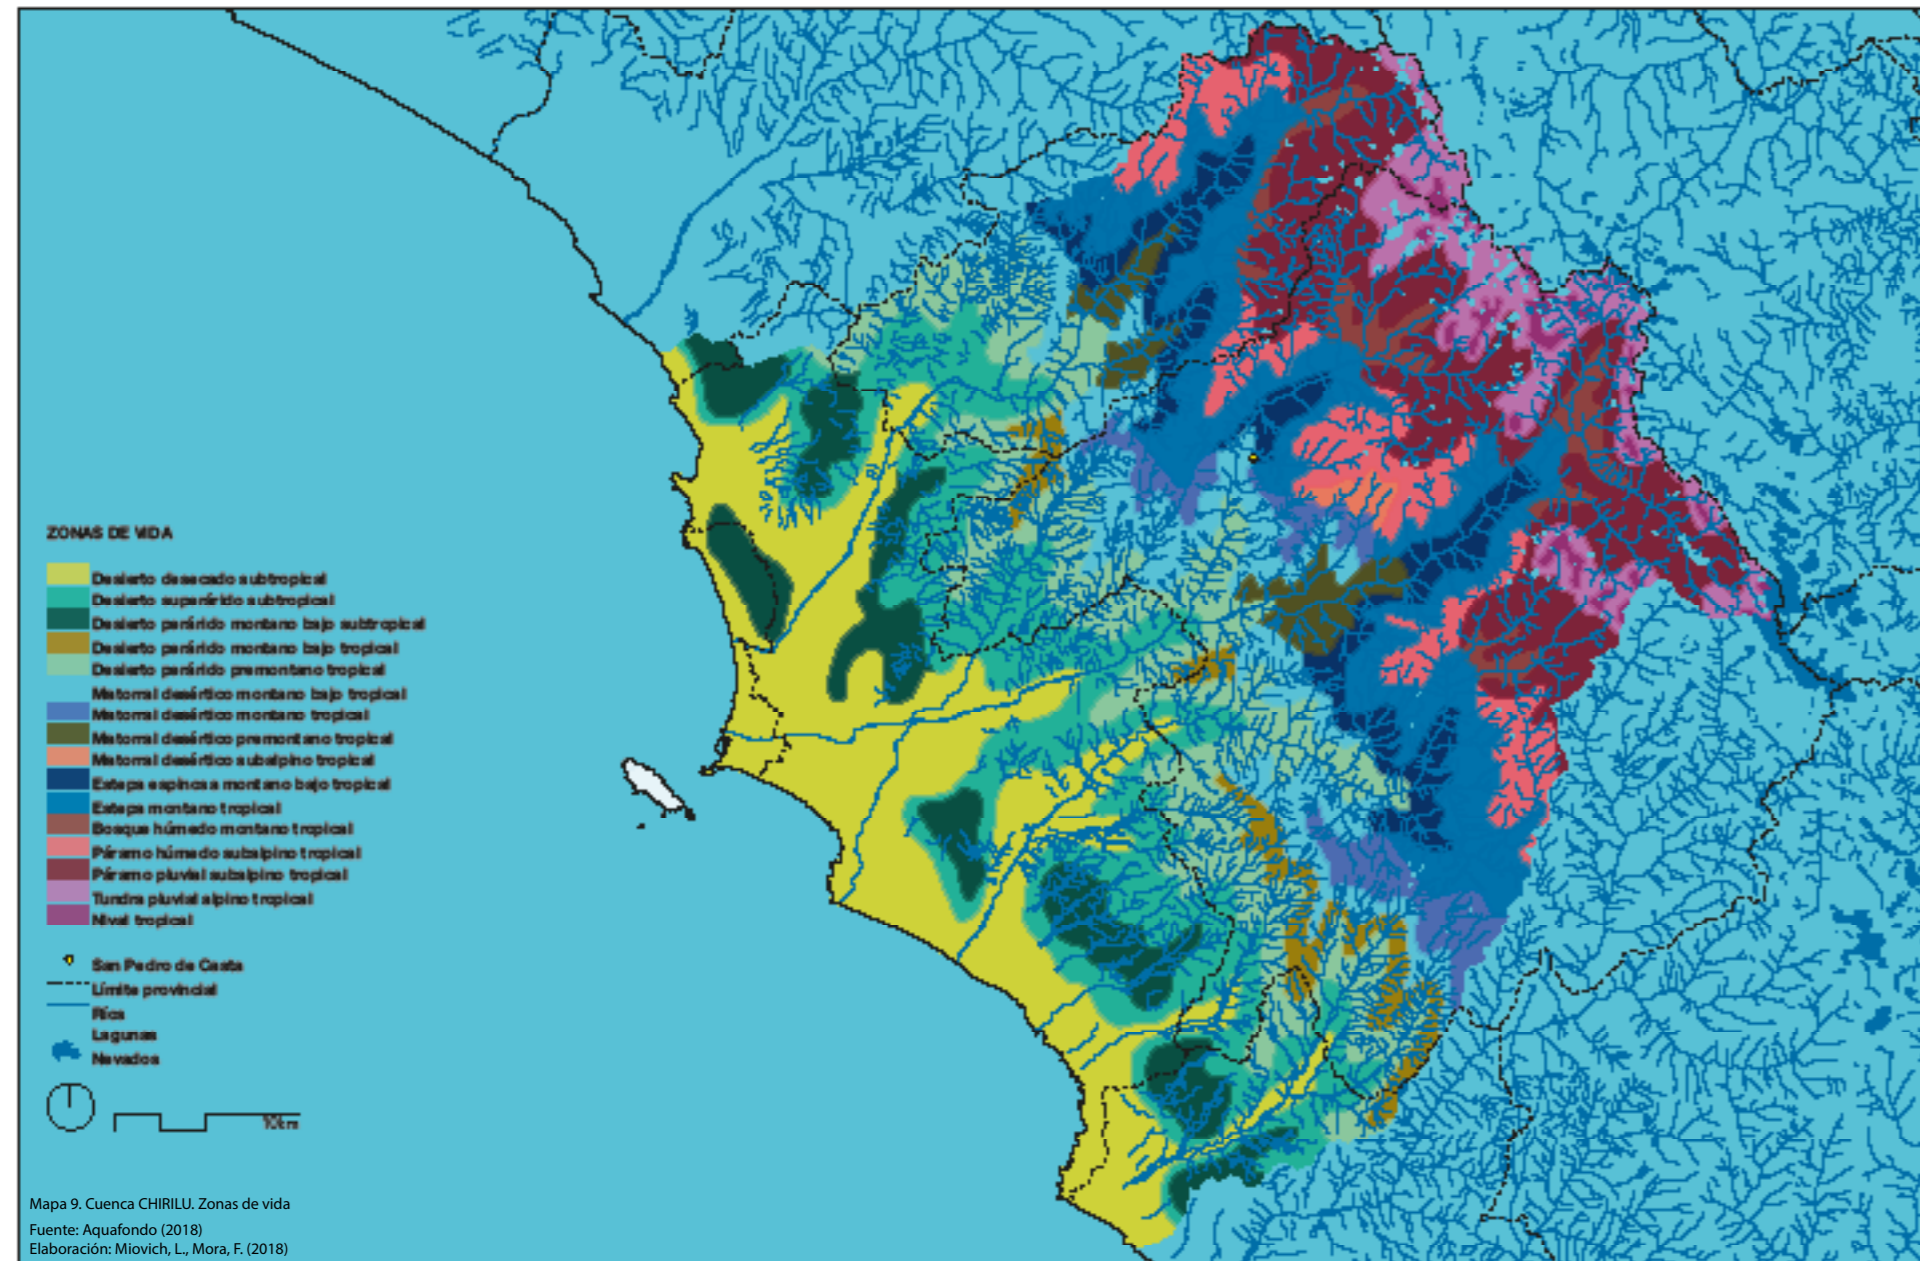 ZONAS DE VIDA
Desierto desecado subtropical
Desierto superárido subtropical
Desierto perárido montano bajo subtropical
Desierto perárido montano bajo tropical
Desierto perárido premontano tropical
Matorral desértico montano bajo tropical
Matorral desértico montano tropical
Matorral desértico premontano tropical
Matorral desértico subalpino tropical
Estepa espinosa montano bajo tropical
Estepa montano tropical
Bosque húmedo montano tropical
Páramo húmedo subalpino tropical
Páramo pluvial subalpino tropical
Tundra pluvial alpino tropical
Nival tropical
San Pedro de Casta
Límite provincial
Ríos
Lagunas
Nevados
10km
Mapa 9. Cuenca CHIRILU. Zonas de vida
Fuente: Aquafondo (2018)
Elaboración: Miovich, L., Mora, F. (2018)